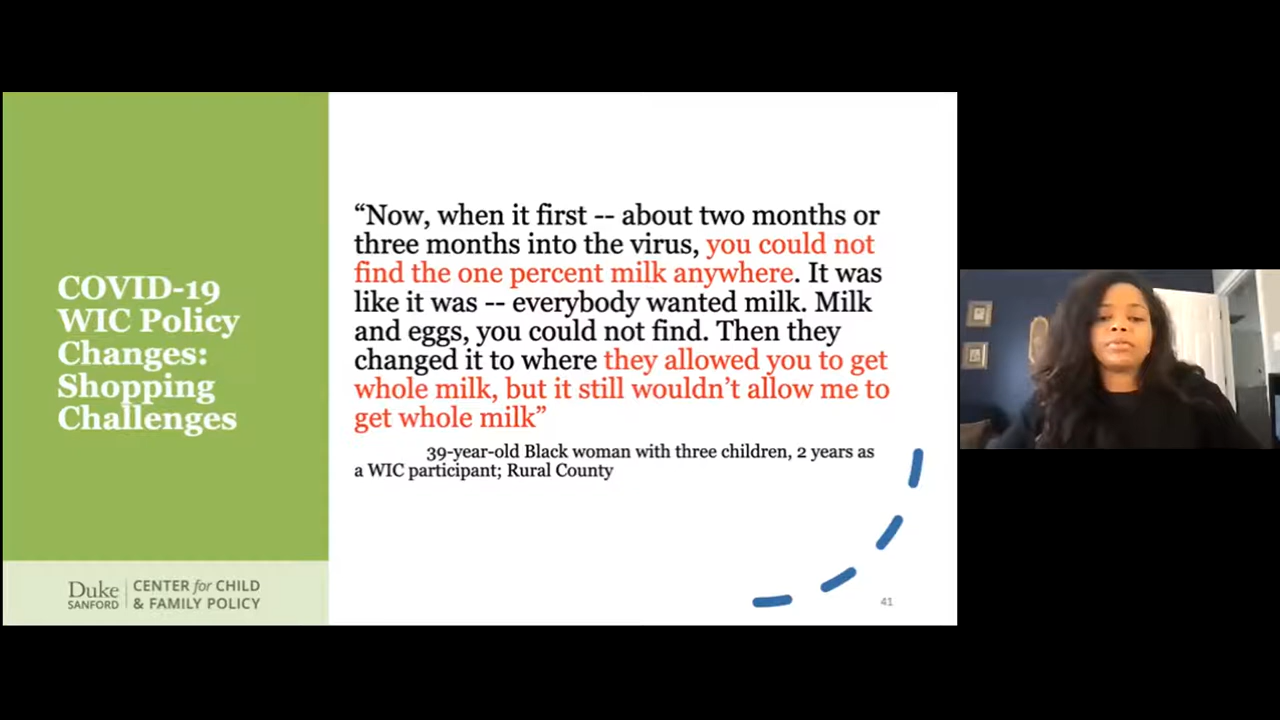 COVID-19
WIC Policy
Changes:
Shopping
Challenges
“Now, when it first -- about two months or
three months into the virus, you could not
find the one percent milk anywhere. It was
like it was -- everybody wanted milk. Milk
and eggs, you could not find. Then they
changed it to where they allowed you to get
whole milk, but it still wouldn’t allow me to
get whole milk”
39-year-old Black woman with three children, 2 years as
a WIC participant; Rural County
Duke
SANFORD
CENTER for CHILD
& FAMILY POLICY
41